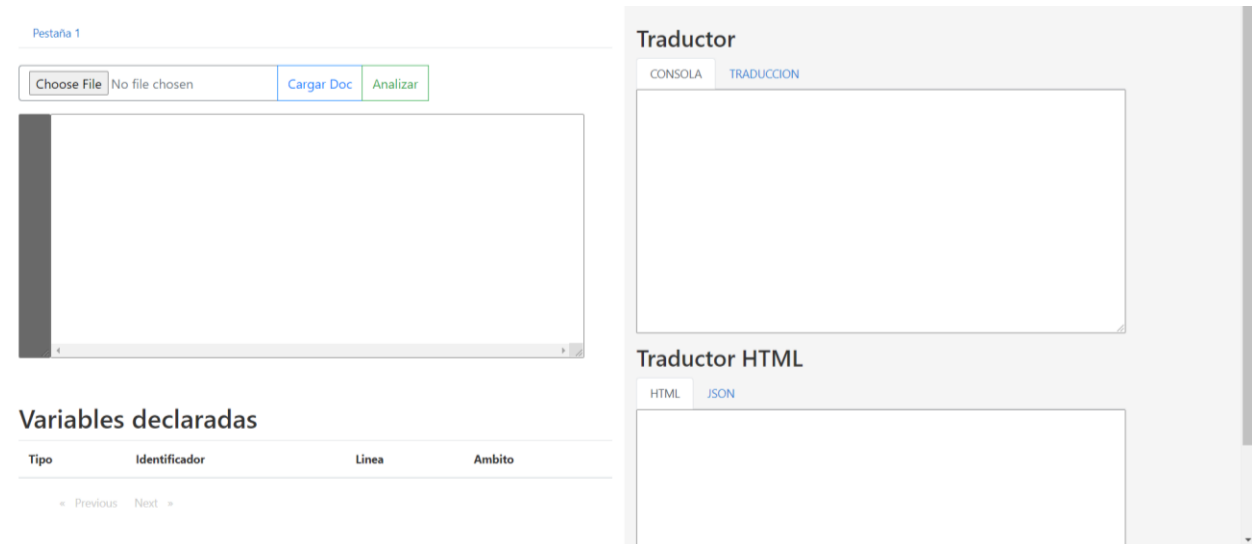 Pestaña 1
Choose File No file chosen Cargar Doc Analizar
Variables declaradas
Tipo Identificador Linea Ambito
« Previous Next »
Traductor
CONSOLA TRADUCCION
Traductor HTML
HTML JSON